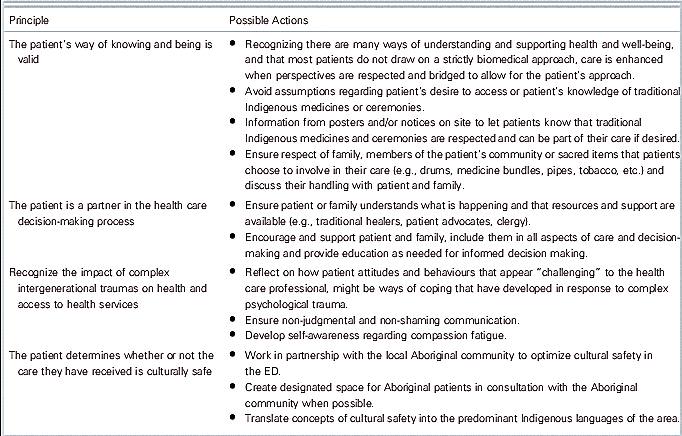 Principle Possible Actions
The patient's way of knowing and being is valid
• Recognizing there are many ways of understanding and supporting health and well-being,
and that most patients do not draw on a strictly biomedical approach, care is enhanced
when perspectives are respected and bridged to allow for the patient's approach.
• Avoid assumptions regarding patient's desire to access or patient's knowledge of traditional
Indigenous medicines or ceremonies.
• Information from posters and/or notices on site to let patients know that traditional
Indigenous medicines and ceremonies are respected and can be part of their care if desired.
• Ensure respect of family, members of the patient's community or sacred items that patients
choose to involve in their care (e.g., drums, medicine bundles, pipes, tobacco, etc.) and
discuss their handling with patient and family.
The patient is a partner in the health care
decision-making process
• Ensure patient or family understands what is happening and that resources and support are
available (e.g., traditional healers, patient advocates, clergy).
• Encourage and support patient and family, include them in all aspects of care and decision-
making and provide education as needed for informed decision making.
Recognize the impact of complex
intergenerational traumas on health and
access to health services
• Reflect on how patient attitudes and behaviours that appear "challenging" to the health
care professional, might be ways of coping that have developed in response to complex
psychological trauma.
• Ensure non-judgmental and non-shaming communication.
• Develop self-awareness regarding compassion fatigue.
The patient determines whether or not the
care they have received is culturally safe
• Work in partnership with the local Aboriginal community to optimize cultural safety in
the ED.
• Create designated space for Aboriginal patients in consultation with the Aboriginal
community when possible.
• Translate concepts of cultural safety into the predominant Indigenous languages of the area.